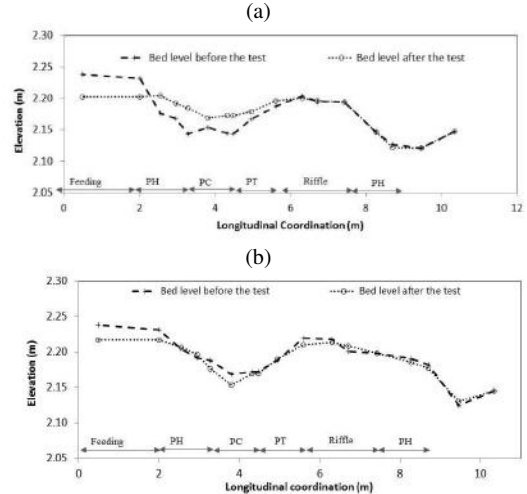 (a)
2.30
Bed level before the test
Bed level after the test
2.25
2.20
2.15
2.10
2.05
Elevation (m)
Feeding
PH
PC
PT
Riffle
PH
0
2
4
6
8
10
12
Longitudinal Coordination (m)
(b)
2.30
Bed level before the test
Bed level after the test
2.25
2.20
2.15
2.10
2.05
Elevation (m)
Feeding
PH
PC
PT
Riffle
PH
0
2
4
6
8
10
Longitudinal coordination (m)